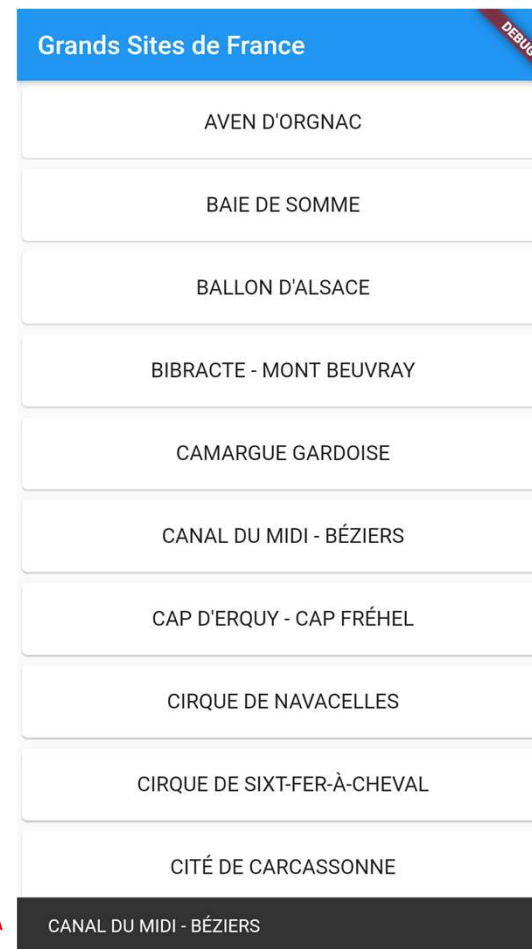 Grands Sites de France
DEBUG
AVEN D'ORGNAC
BAIE DE SOMME
BALLON D'ALSACE
BIBRACTE - MONT BEUVRAY
CAMARGUE GARDOISE
CANAL DU MIDI - BÉZIERS
CAP D'ERQUY - CAP FRÉHEL
CIRQUE DE NAVACELLES
CIRQUE DE SIXT-FER-À-CHEVAL
CITÉ DE CARCASSONNE
CANAL DU MIDI - BÉZIERS